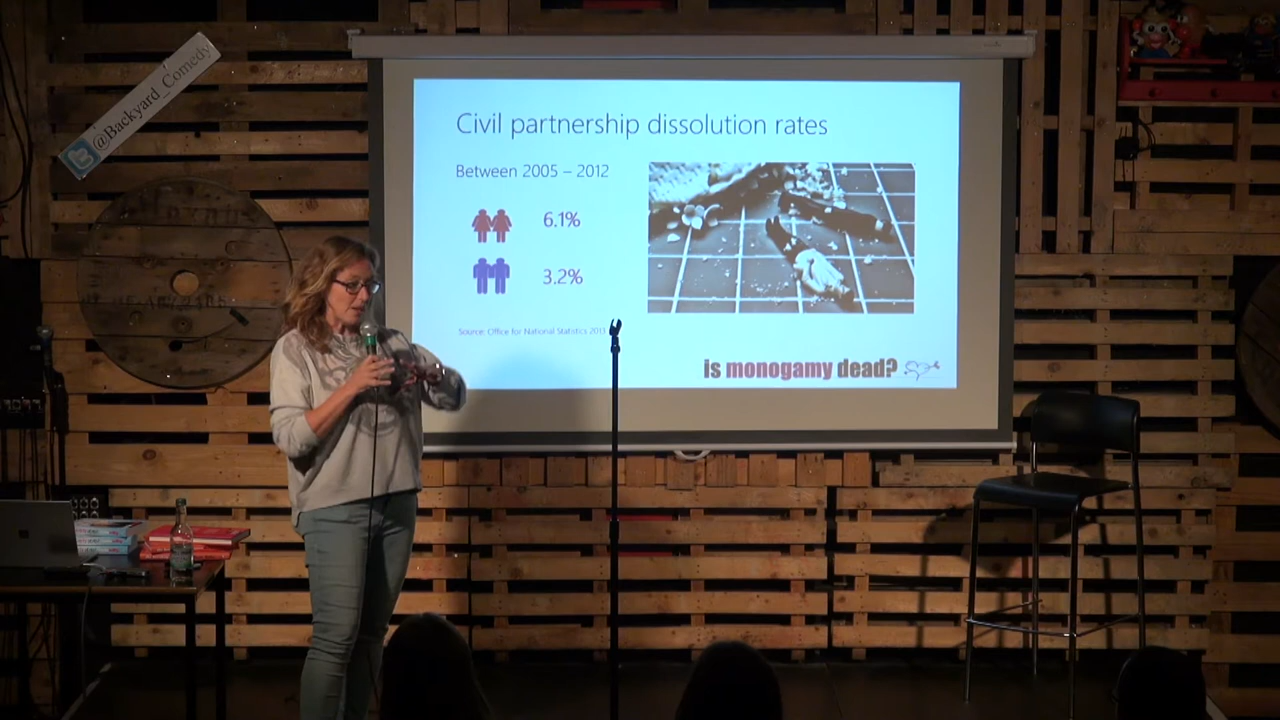 @Backyard_Comedy
Civil partnership dissolution rates
Between 2005 – 2012
6.1%
3.2%
Source: Office for National Statistics 2013
is monogamy dead?